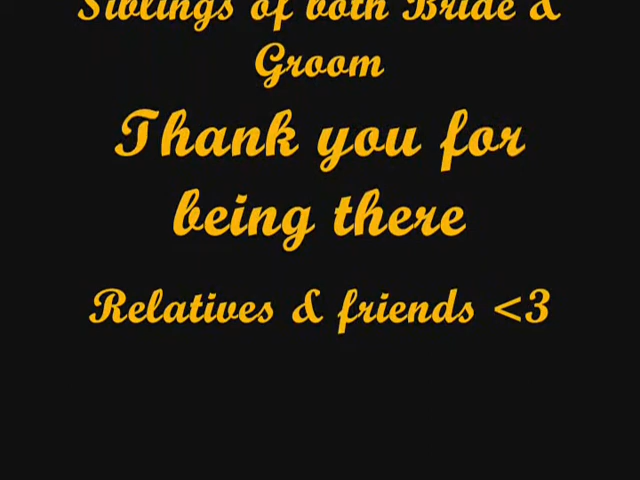 Siblings of both Bride &
Groom
Thank you for
being there
Relatives & friends <3